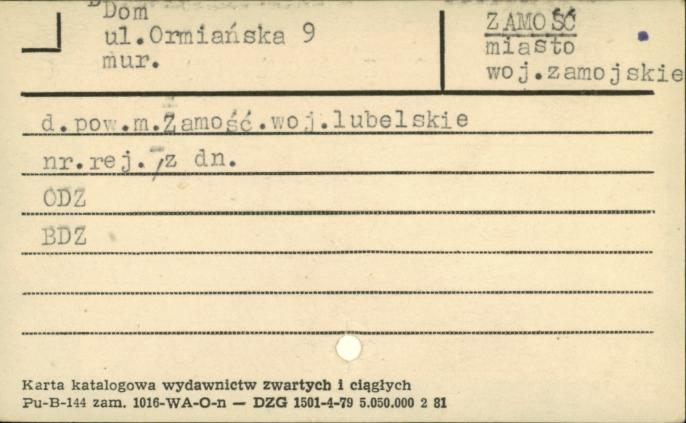 Dom
ul.Ormiańska 9
mur.
ZAMOŚĆ
miasto
woj.zamojskie
d.pow.m.Zamość.woj.lubelskie
nr.rej. /z dn.
ODZ
BDZ
Karta katalogowa wydawnictw zwartych i ciągłych
Pu-B-144 zam. 1016-WA-O-n — DZG 1501-4-79 5.050.000 2 81